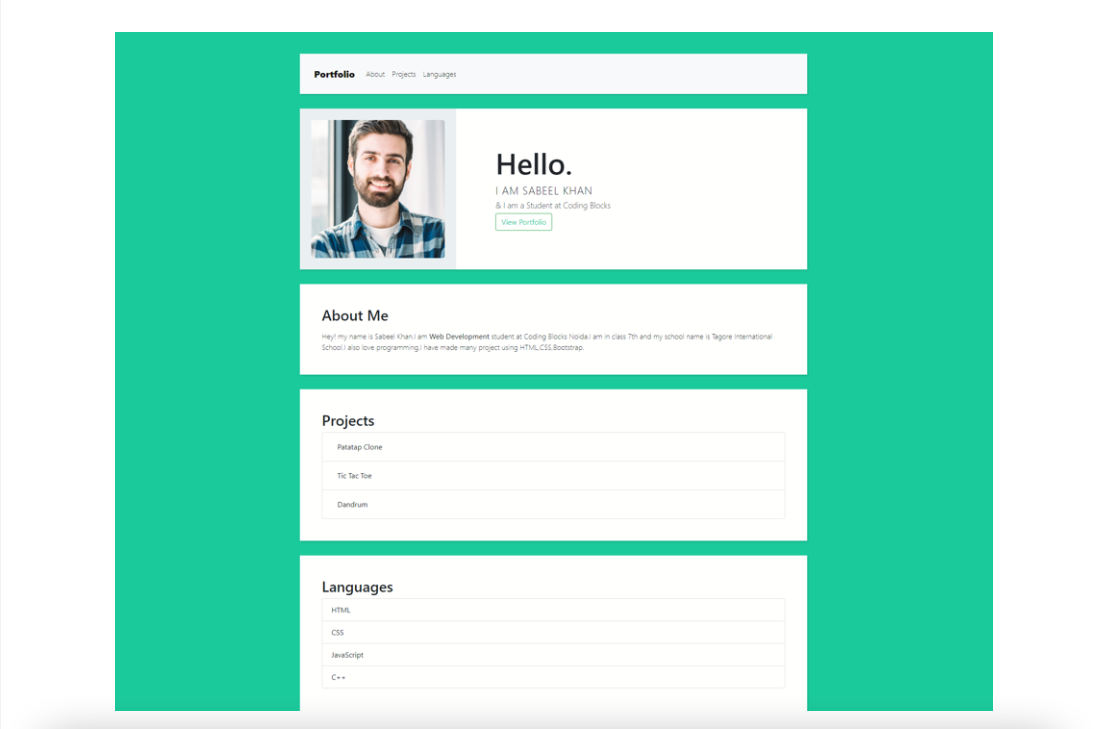 Portfolio About Projects Languages
Hello.
I AM SABEEL KHAN
& I am a Student at Coding Blocks
View Portfolio
About Me
Hey! my name is Sabeel Khan.I am Web Development student at Coding Blocks Noida.I am in class 7th and my school name is Tagore International
School.I also love programming.I have made many project using HTML,CSS,Bootstrap.
Projects
Patatap Clone
Tic Tac Toe
Dandrum
Languages
HTML
CSS
JavaScript
C++